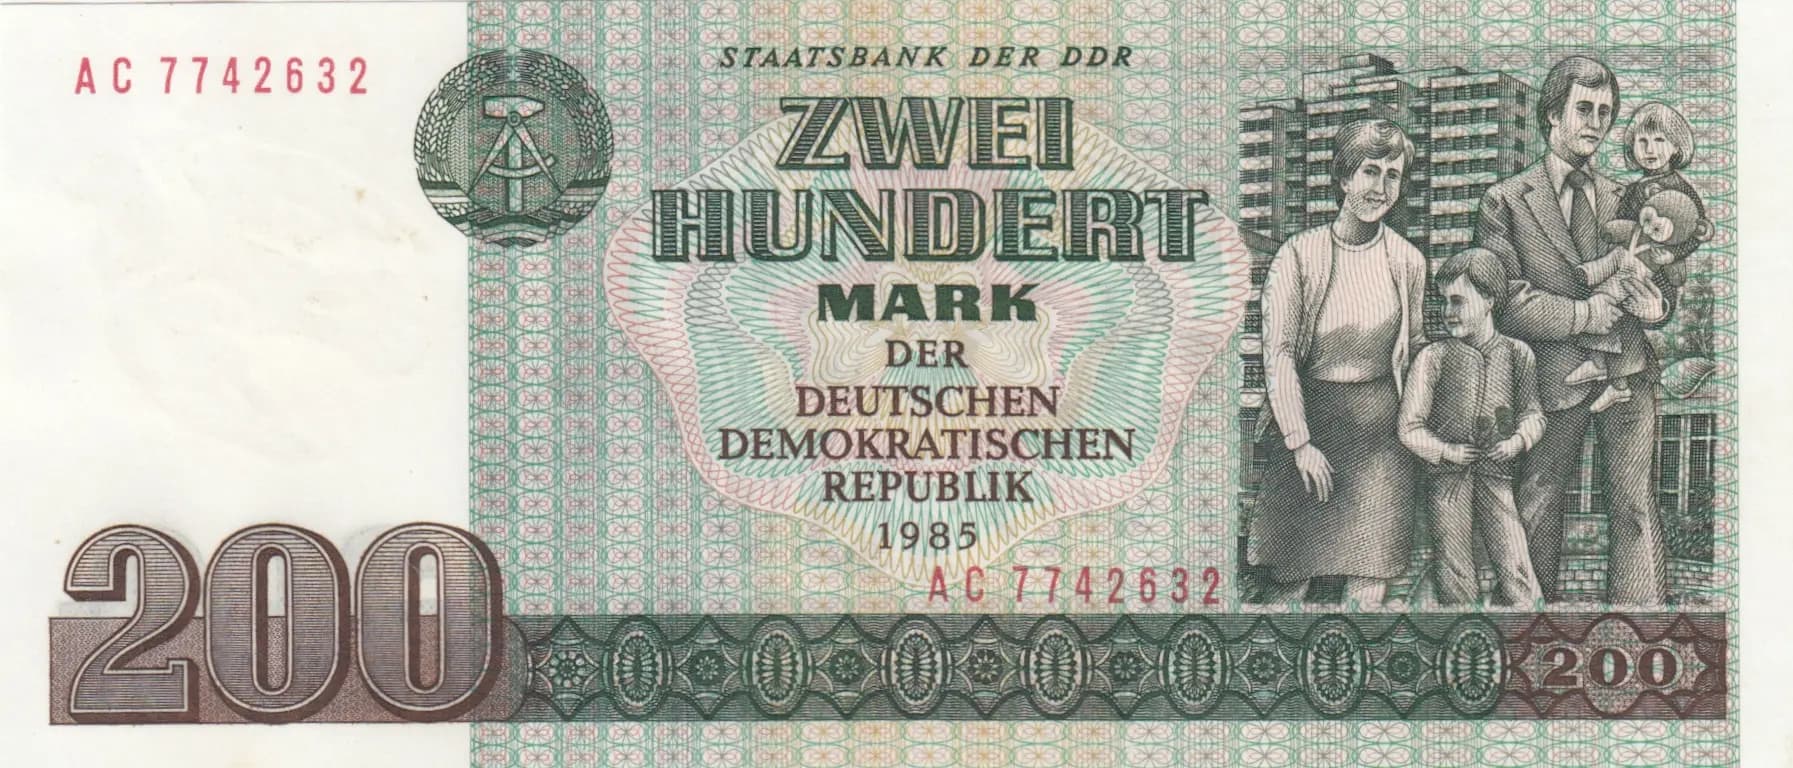 AC 7742632
STAATSBANK DER DDR
ZWEI
HUNDERT
MARK
DER
DEUTSCHEN
DEMOKRATISCHEN
REPUBLIK
1985
AC 7742632
200
200